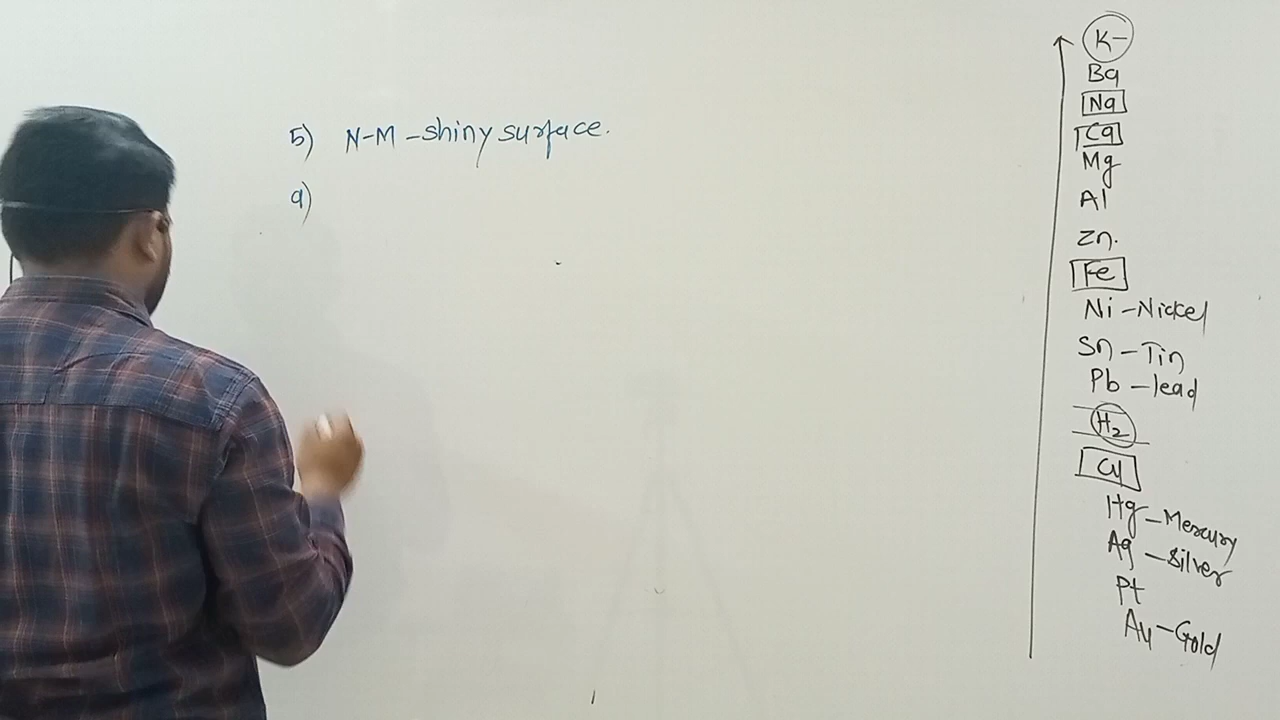 5) N-M - shiny surface.
a)
K-
Ba
Na
Ca
Mg
Al
Zn.
Fe
Ni - Nickel
Sn - Tin
Pb - lead
H2
Cu
Hg - Mercury
Ag - Silver
Pt
Au - Gold